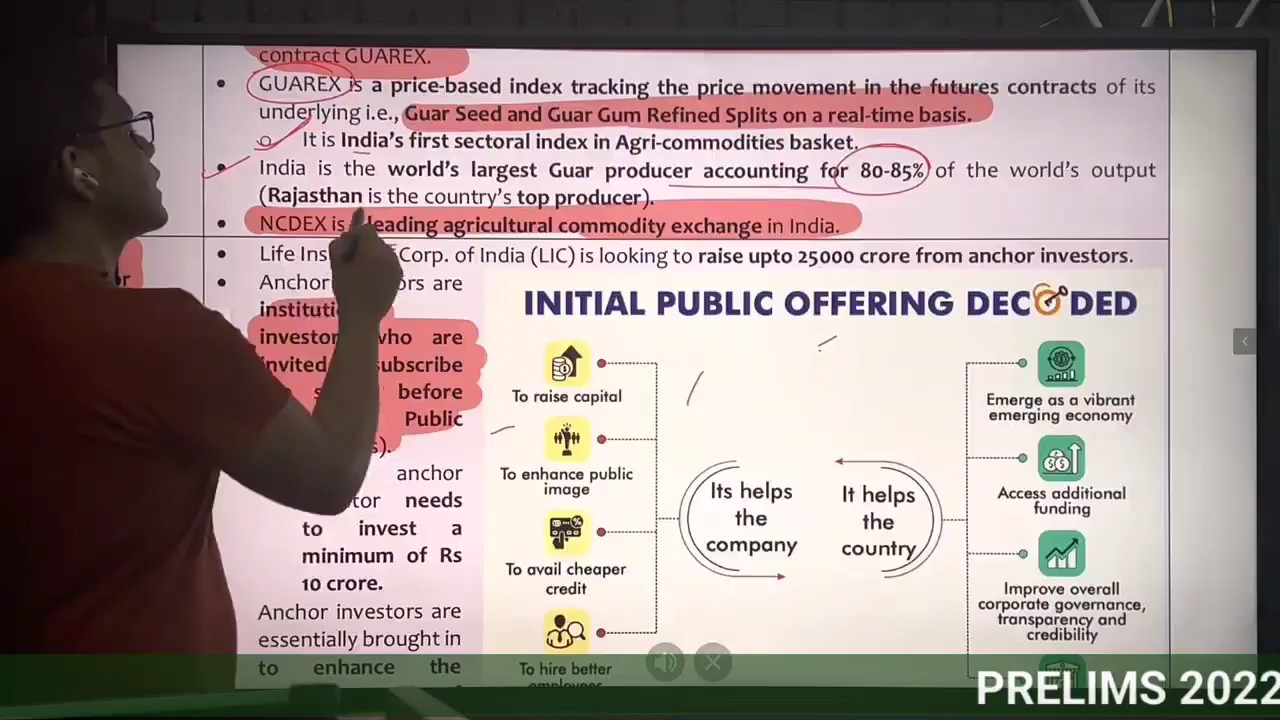 contract GUAREX.
• GUAREX is a price-based index tracking the price movement in the futures contracts of its
underlying i.e., Guar Seed and Guar Gum Refined Splits on a real-time basis.
o It is India's first sectoral index in Agri-commodities basket.
• India is the world's largest Guar producer accounting for 80-85% of the world's output
(Rajasthan is the country's top producer).
• NCDEX is leading agricultural commodity exchange in India.
• Life Corp. of India (LIC) is looking to raise upto 25000 crore from anchor investors.
• Anchor are
who are
invited subscribe
before
Public
anchor
needs
to invest a
minimum of Rs
10 crore.
Anchor investors are
essentially brought in
to enhance the
INITIAL PUBLIC OFFERING DECODED
To raise capital
To enhance public
image
To avail cheaper
credit
To hire better
employees
Its helps
the
company
It helps
the
country
Emerge as a vibrant
emerging economy
Access additional
funding
Improve overall
corporate governance,
transparency and
credibility
PRELIMS 2022